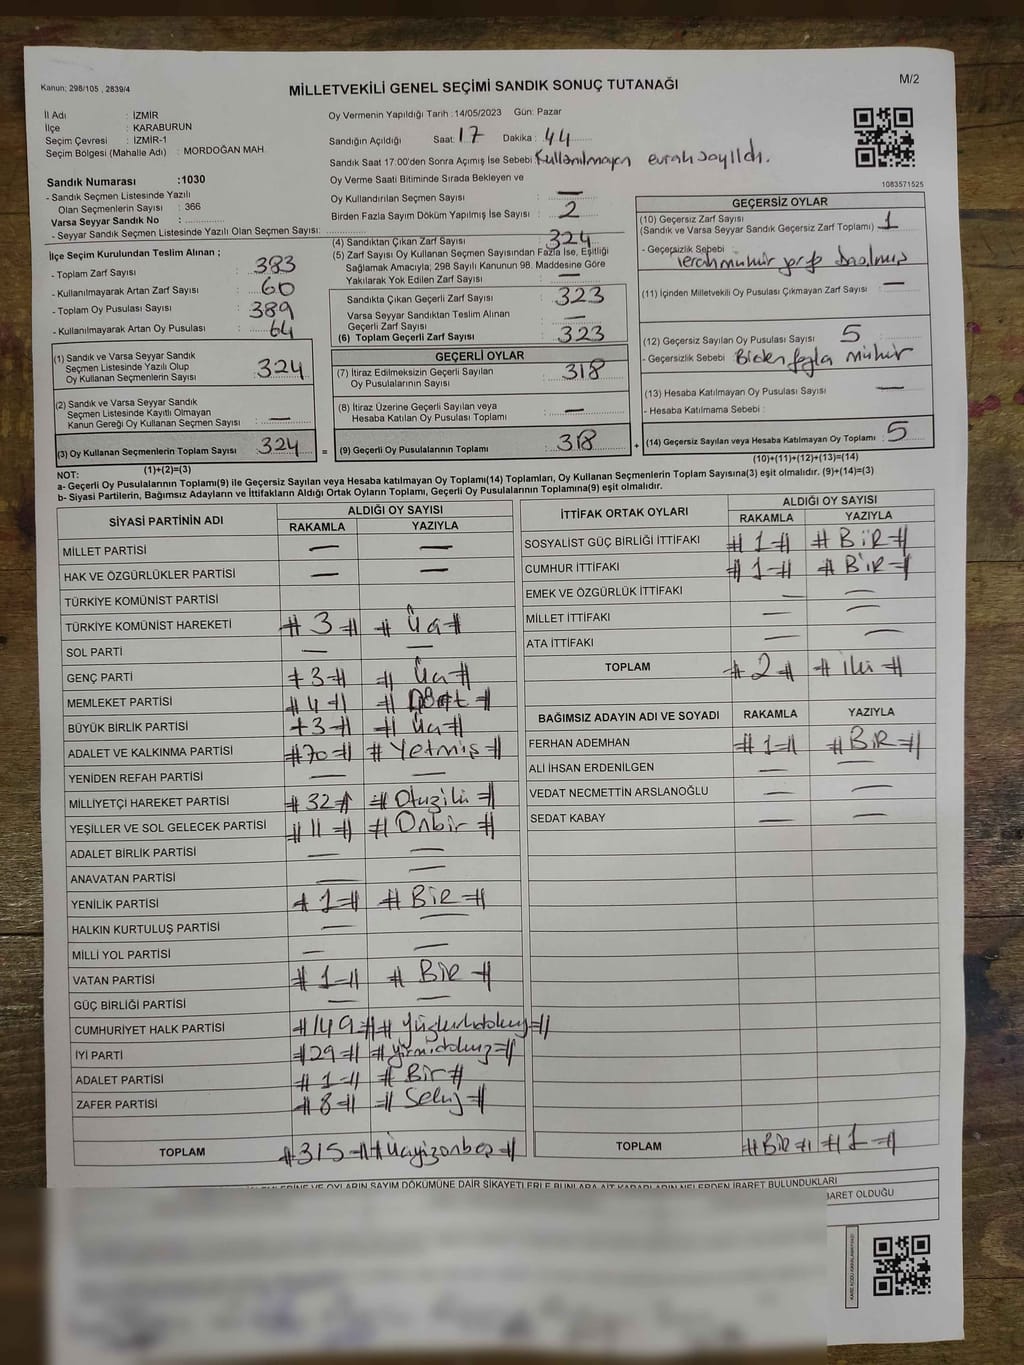 Kanun; 298/105 , 2839/4
MİLLETVEKİLİ GENEL SEÇİMİ SANDIK SONUÇ TUTANAĞI
M/2
İl Adı : İZMİR
İlçe : KARABURUN
Seçim Çevresi : İZMİR-1
Seçim Bölgesi (Mahalle Adı) : MORDOĞAN MAH.
Oy Vermenin Yapıldığı Tarih :14/05/2023 Gün: Pazar
Sandığın Açıldığı Saat: 17 Dakika : 44
Sandık Saat 17.00'den Sonra Açımış İse Sebebi Kullanılmayan evrak sayıldı.
1083571525
Sandık Numarası :1030
- Sandık Seçmen Listesinde Yazılı
Olan Seçmenlerin Sayısı : 366
Varsa Seyyar Sandık No :
- Seyyar Sandık Seçmen Listesinde Yazılı Olan Seçmen Sayısı:
Oy Verme Saati Bitiminde Sırada Bekleyen ve
Oy Kullandırılan Seçmen Sayısı : —
Birden Fazla Sayım Döküm Yapılmış İse Sayısı : 2
İlçe Seçim Kurulundan Teslim Alınan ;
- Toplam Zarf Sayısı : 383
- Kullanılmayarak Artan Zarf Sayısı : 60
- Toplam Oy Pusulası Sayısı : 389
- Kullanılmayarak Artan Oy Pusulası : 64
(1) Sandık ve Varsa Seyyar Sandık
Seçmen Listesinde Yazılı Olup
Oy Kullanan Seçmenlerin Sayısı : 324
(2) Sandık ve Varsa Seyyar Sandık
Seçmen Listesinde Kayıtlı Olmayan
Kanun Gereği Oy Kullanan Seçmen Sayısı : —
(3) Oy Kullanan Seçmenlerin Toplam Sayısı : 324
(1)+(2)=(3)
(4) Sandıktan Çıkan Zarf Sayısı : 324
(5) Zarf Sayısı Oy Kullanan Seçmen Sayısından Fazla İse, Eşitliği
Sağlamak Amacıyla; 298 Sayılı Kanunun 98. Maddesine Göre
Yakılarak Yok Edilen Zarf Sayısı : —
Sandıkta Çıkan Geçerli Zarf Sayısı : 323
Varsa Seyyar Sandıktan Teslim Alınan
Geçerli Zarf Sayısı : —
(6) Toplam Geçerli Zarf Sayısı : 323
GEÇERLİ OYLAR
(7) İtiraz Edilmeksizin Geçerli Sayılan
Oy Pusulalarının Sayısı : 318
(8) İtiraz Üzerine Geçerli Sayılan veya
Hesaba Katılan Oy Pusulası Toplamı : —
= (9) Geçerli Oy Pusulalarının Toplamı : 318
GEÇERSİZ OYLAR
(10) Geçersiz Zarf Sayısı
(Sandık ve Varsa Seyyar Sandık Geçersiz Zarf Toplamı) : 1
- Geçersizlik Sebebi :
(11) İçinden Milletvekili Oy Pusulası Çıkmayan Zarf Sayısı : —
(12) Geçersiz Sayılan Oy Pusulası Sayısı : 5
- Geçersizlik Sebebi : Birden fazla mühür
(13) Hesaba Katılmayan Oy Pusulası Sayısı : —
- Hesaba Katılmama Sebebi :
+ (14) Geçersiz Sayılan veya Hesaba Katılmayan Oy Toplamı : 5
(10)+(11)+(12)+(13)=(14)
NOT:
a- Geçerli Oy Pusulalarının Toplamı(9) ile Geçersiz Sayılan veya Hesaba Katılmayan Oy Toplamı(14) Toplamları, Oy Kullanan Seçmenlerin Toplam Sayısına(3) eşit olmalıdır. (9)+(14)=(3)
b- Siyasi Partilerin, Bağımsız Adayların ve İttifakların Aldığı Ortak Oyların Toplamı, Geçerli Oy Pusulalarının Toplamına(9) eşit olmalıdır.
SİYASİ PARTİNİN ADI ALDIĞI OY SAYISI
RAKAMLA YAZIYLA
MİLLET PARTİSİ — —
HAK VE ÖZGÜRLÜKLER PARTİSİ — —
TÜRKİYE KOMÜNİST PARTİSİ
TÜRKİYE KOMÜNİST HAREKETİ # 3 # # Üç #
SOL PARTİ — —
GENÇ PARTİ # 3 # # Üç #
MEMLEKET PARTİSİ # 4 # # Dört #
BÜYÜK BİRLİK PARTİSİ # 3 # # Üç #
ADALET VE KALKINMA PARTİSİ # 70 # # Yetmiş #
YENİDEN REFAH PARTİSİ — —
MİLLİYETÇİ HAREKET PARTİSİ # 32 # # Otuziki #
YEŞİLLER VE SOL GELECEK PARTİSİ # 11 # # Onbir #
ADALET BİRLİK PARTİSİ — —
ANAVATAN PARTİSİ — —
YENİLİK PARTİSİ # 1 # # BiR #
HALKIN KURTULUŞ PARTİSİ — —
MİLLİ YOL PARTİSİ — —
VATAN PARTİSİ # 1 # # BiR #
GÜÇ BİRLİĞİ PARTİSİ — —
CUMHURİYET HALK PARTİSİ # 149 # # Yüzkırkdokuz #
İYİ PARTİ # 29 # # Yirmidokuz #
ADALET PARTİSİ # 1 # # Bir #
ZAFER PARTİSİ # 8 # # Sekiz #
TOPLAM # 315 # # Üçyüzonbeş #
İTTİFAK ORTAK OYLARI ALDIĞI OY SAYISI
RAKAMLA YAZIYLA
SOSYALİST GÜÇ BİRLİĞİ İTTİFAKI # 1 # # BiR #
CUMHUR İTTİFAKI # 1 # # BiR #
EMEK VE ÖZGÜRLÜK İTTİFAKI — —
MİLLET İTTİFAKI — —
ATA İTTİFAKI — —
TOPLAM # 2 # # iki #
BAĞIMSIZ ADAYIN ADI VE SOYADI RAKAMLA YAZIYLA
FERHAN ADEMHAN # 1 # # BiR #
ALİ İHSAN ERDENİLGEN — —
VEDAT NECMETTİN ARSLANOĞLU — —
SEDAT KABAY — —
TOPLAM # BiR # # 1 #
OYLARIN SAYIM DÖKÜMÜNE DAİR ŞİKAYETLERLE BUNLARA AİT KARARLARIN NELERDEN İBARET BULUNDUKLARI
İBARET OLDUĞU